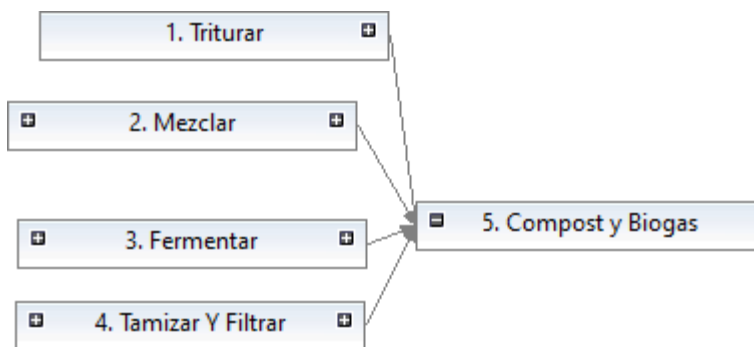 1. Triturar
2. Mezclar
5. Compost y Biogas
3. Fermentar
4. Tamizar Y Filtrar